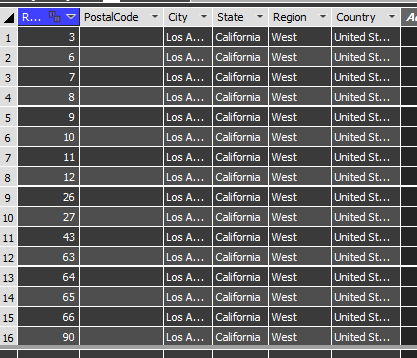 R... PostalCode City State Region Country
1 3 Los A... California West United St...
2 6 Los A... California West United St...
3 7 Los A... California West United St...
4 8 Los A... California West United St...
5 9 Los A... California West United St...
6 10 Los A... California West United St...
7 11 Los A... California West United St...
8 12 Los A... California West United St...
9 26 Los A... California West United St...
10 27 Los A... California West United St...
11 43 Los A... California West United St...
12 63 Los A... California West United St...
13 64 Los A... California West United St...
14 65 Los A... California West United St...
15 66 Los A... California West United St...
16 90 Los A... California West United St...